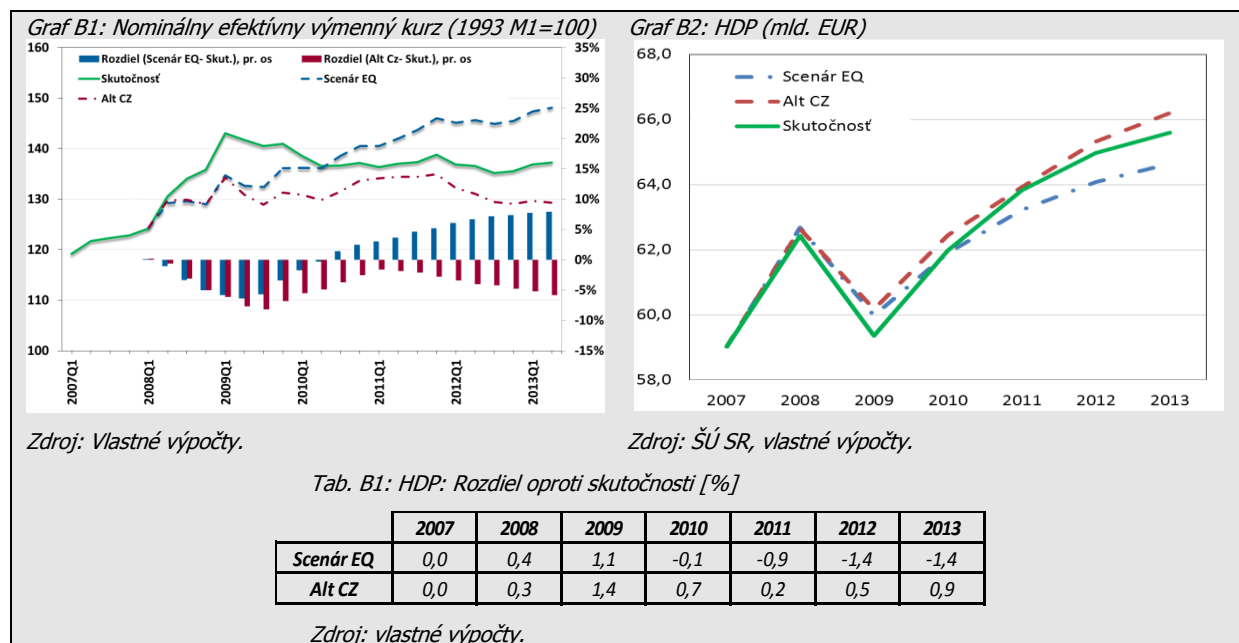 Graf B1: Nominálny efektívny výmenný kurz (1993 M1=100)
160
150
140
130
120
110
100
35%
30%
25%
20%
15%
10%
5%
0%
-5%
-10%
-15%
Rozdiel (Scenár EQ- Skut.), pr. os
Rozdiel (Alt Cz- Skut.), pr. os
Skutočnosť
Scenár EQ
Alt CZ
2007Q1
2008Q1
2009Q1
2010Q1
2011Q1
2012Q1
2013Q1
Zdroj: Vlastné výpočty.
Graf B2: HDP (mld. EUR)
68,0
66,0
64,0
62,0
60,0
58,0
Scenár EQ
Alt CZ
Skutočnosť
2007 2008 2009 2010 2011 2012 2013
Zdroj: ŠÚ SR, vlastné výpočty.
Tab. B1: HDP: Rozdiel oproti skutočnosti [%]
2007 2008 2009 2010 2011 2012 2013
Scenár EQ 0,0 0,4 1,1 -0,1 -0,9 -1,4 -1,4
Alt CZ 0,0 0,3 1,4 0,7 0,2 0,5 0,9
Zdroj: vlastné výpočty.